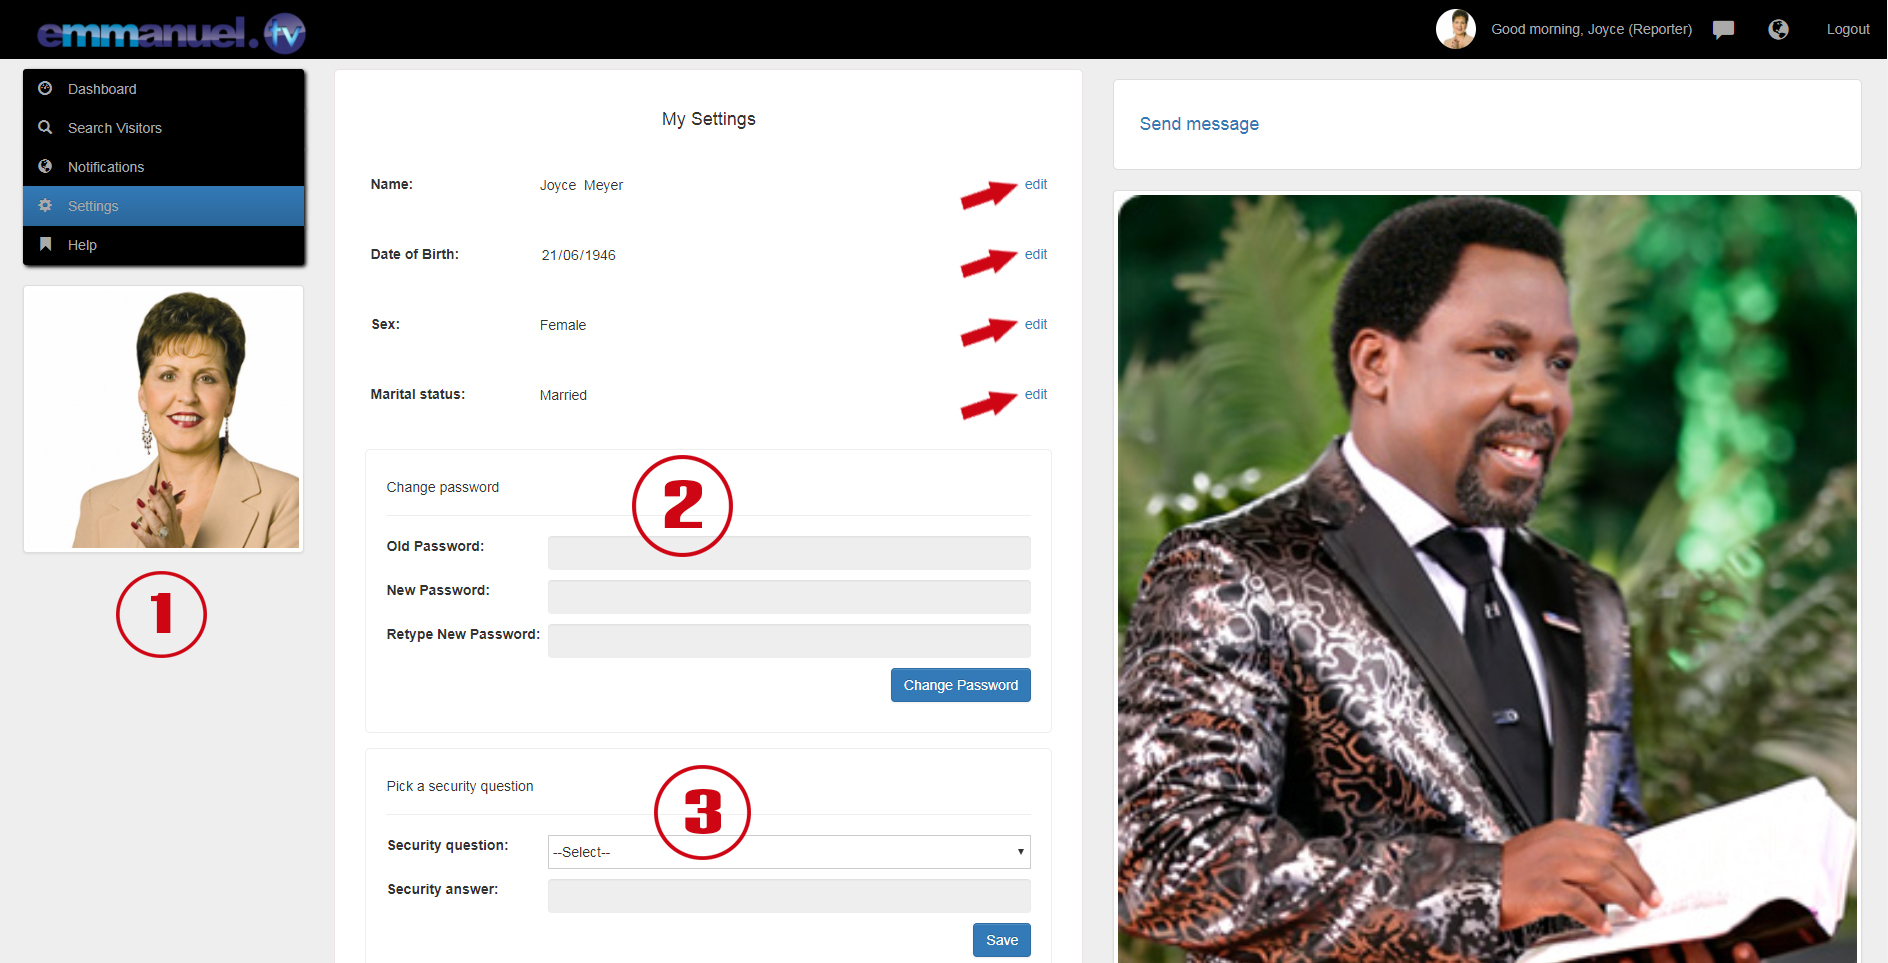 emmanuel.tv
Good morning, Joyce (Reporter)
Logout
Dashboard
Search Visitors
Notifications
Settings
Help
1
My Settings
Name: Joyce Meyer edit
Date of Birth: 21/06/1946 edit
Sex: Female edit
Marital status: Married edit
Change password
2
Old Password:
New Password:
Retype New Password:
Change Password
Pick a security question
3
Security question: --Select--
Security answer:
Save
Send message